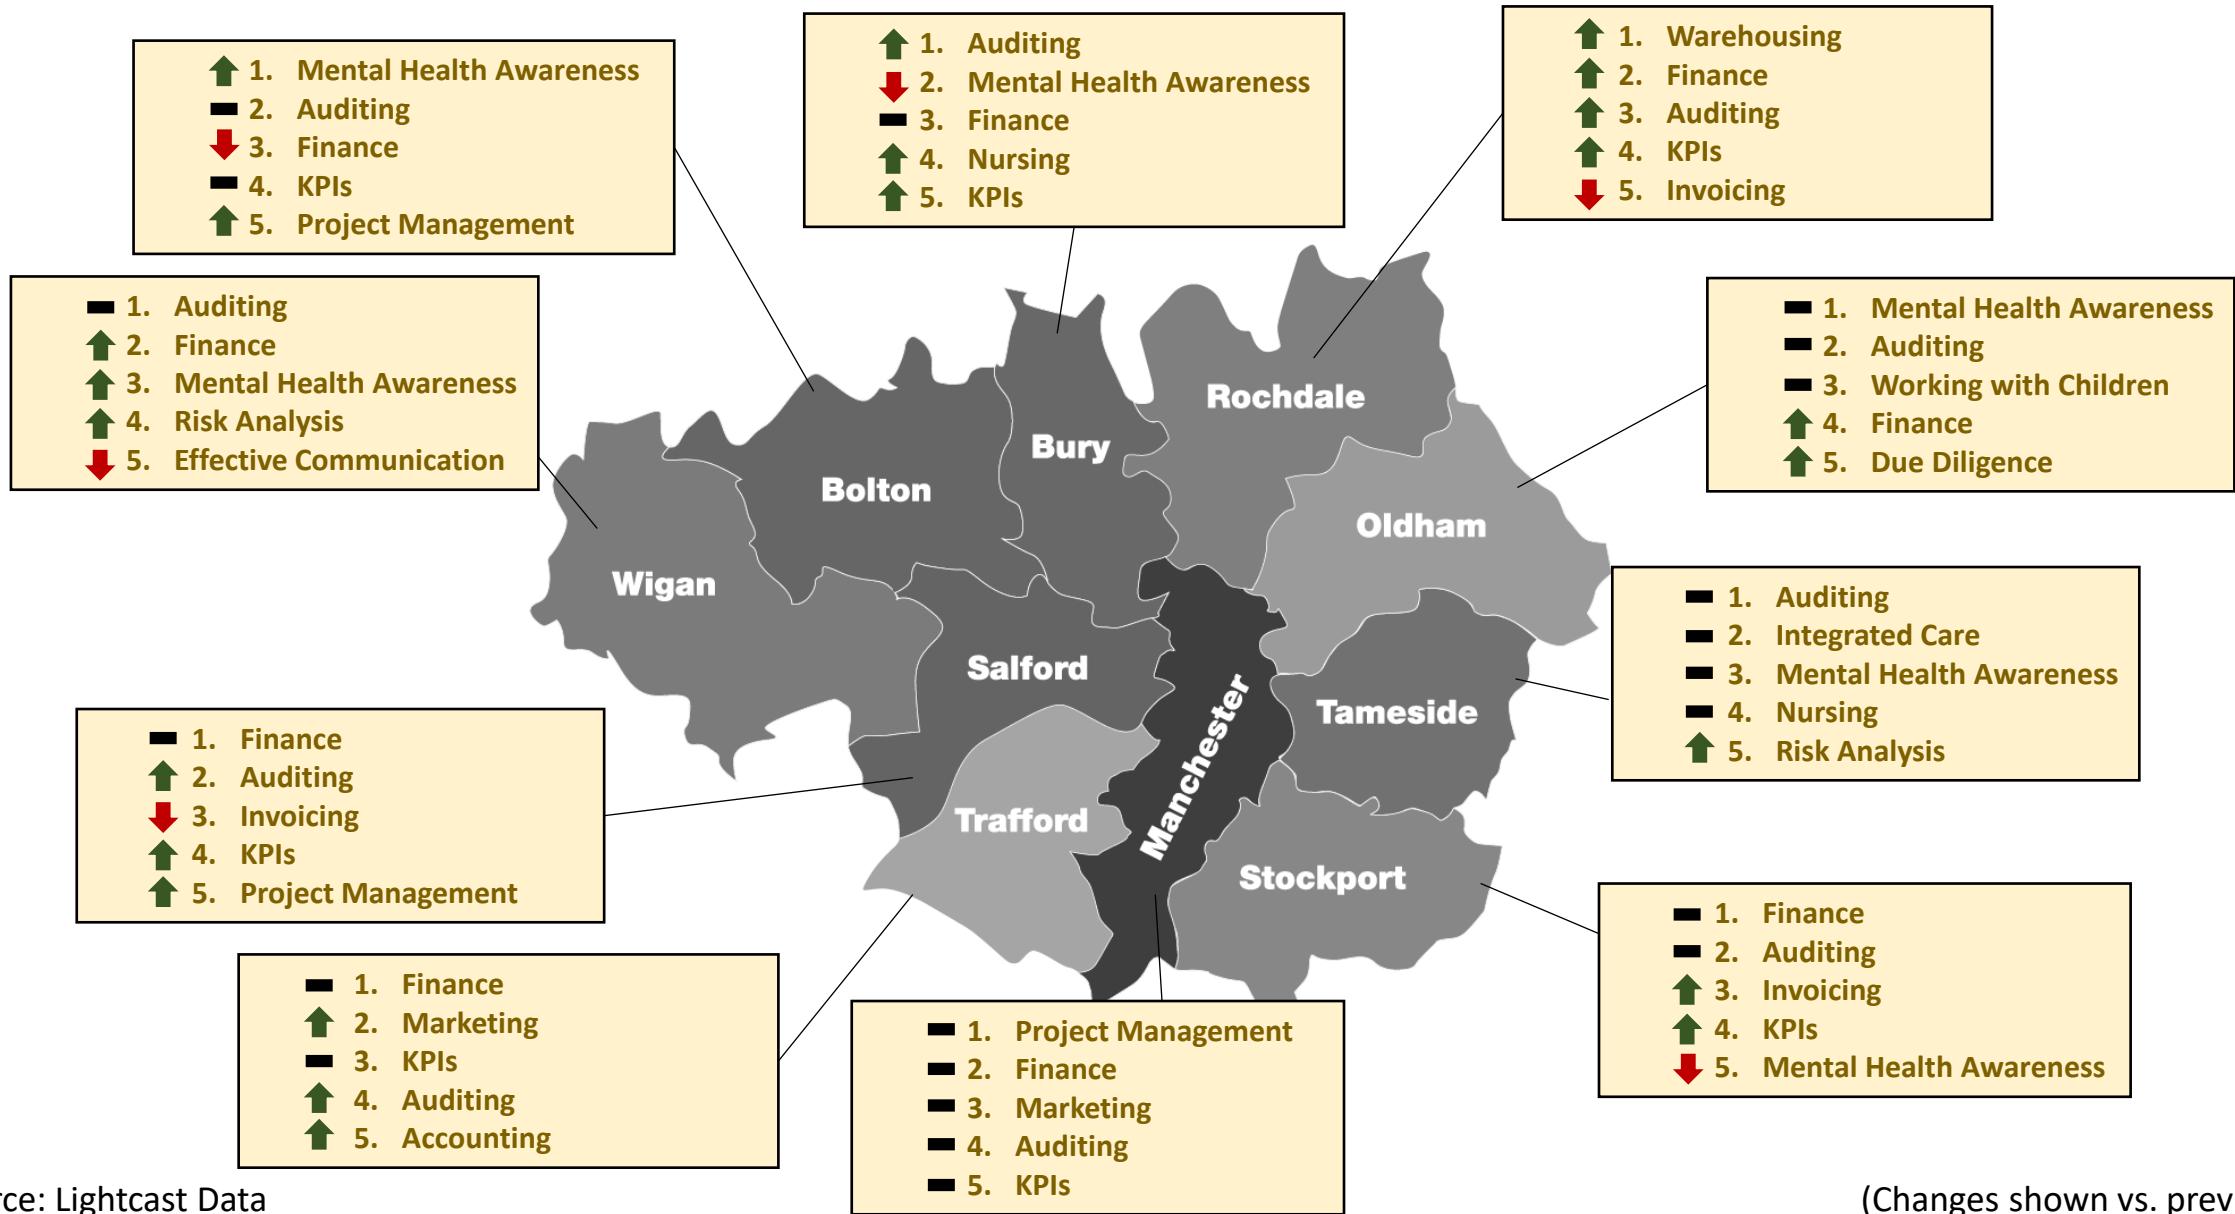 1. Mental Health Awareness
2. Auditing
3. Finance
4. KPIs
5. Project Management
1. Auditing
2. Mental Health Awareness
3. Finance
4. Nursing
5. KPIs
1. Warehousing
2. Finance
3. Auditing
4. KPIs
5. Invoicing
1. Auditing
2. Finance
3. Mental Health Awareness
4. Risk Analysis
5. Effective Communication
1. Mental Health Awareness
2. Auditing
3. Working with Children
4. Finance
5. Due Diligence
Rochdale
Bury
Bolton
Oldham
Wigan
Salford
Tameside
Manchester
Trafford
Stockport
1. Auditing
2. Integrated Care
3. Mental Health Awareness
4. Nursing
5. Risk Analysis
1. Finance
2. Auditing
3. Invoicing
4. KPIs
5. Project Management
1. Finance
2. Auditing
3. Invoicing
4. KPIs
5. Mental Health Awareness
1. Finance
2. Marketing
3. KPIs
4. Auditing
5. Accounting
1. Project Management
2. Finance
3. Marketing
4. Auditing
5. KPIs
rce: Lightcast Data
(Changes shown vs. prev